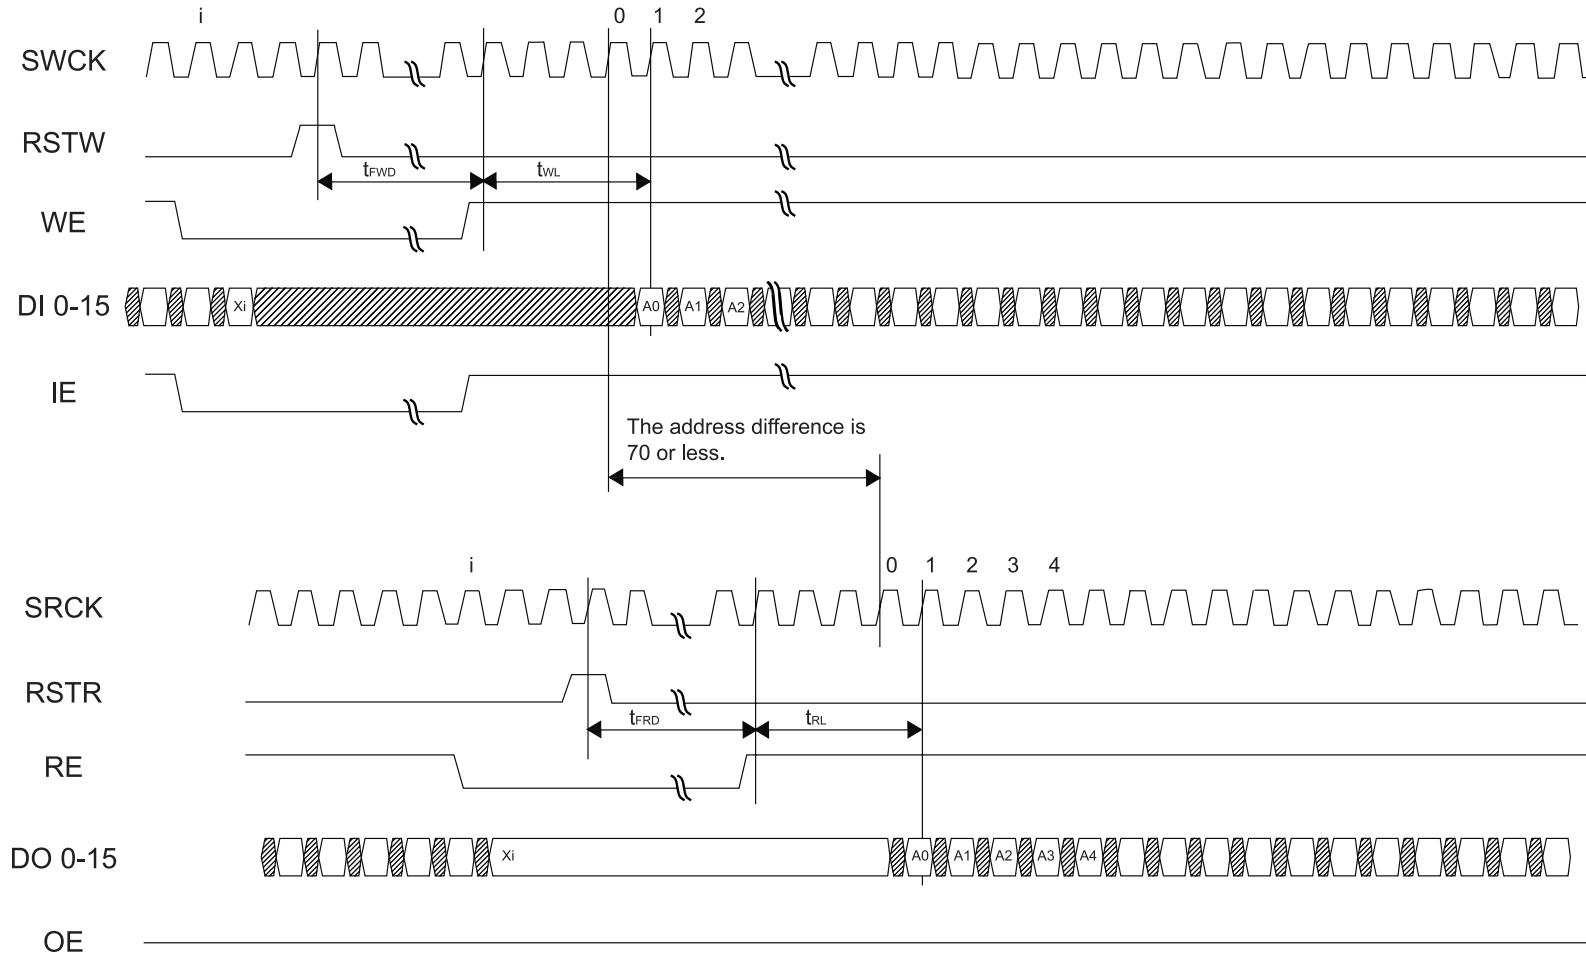 i 0 1 2
SWCK
RSTW
tFWD tWL
WE
DI 0-15 Xi A0 A1 A2
IE
The address difference is
70 or less.
i 0 1 2 3 4
SRCK
RSTR
tFRD tRL
RE
DO 0-15 Xi A0 A1 A2 A3 A4
OE